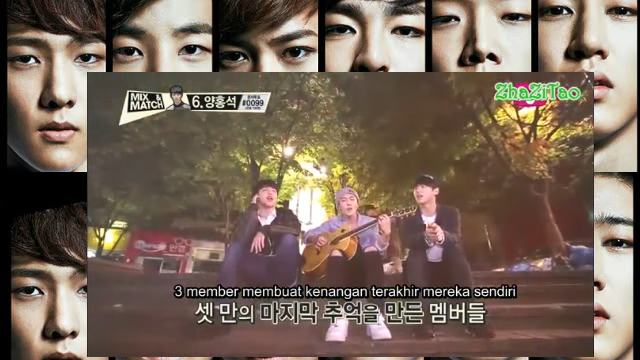 MIX &
MATCH
6.양홍석
#0099
ZhaZiTao
3 member membuat kenangan terakhir mereka sendiri
셋 만의 마지막 추억을 만든 멤버들